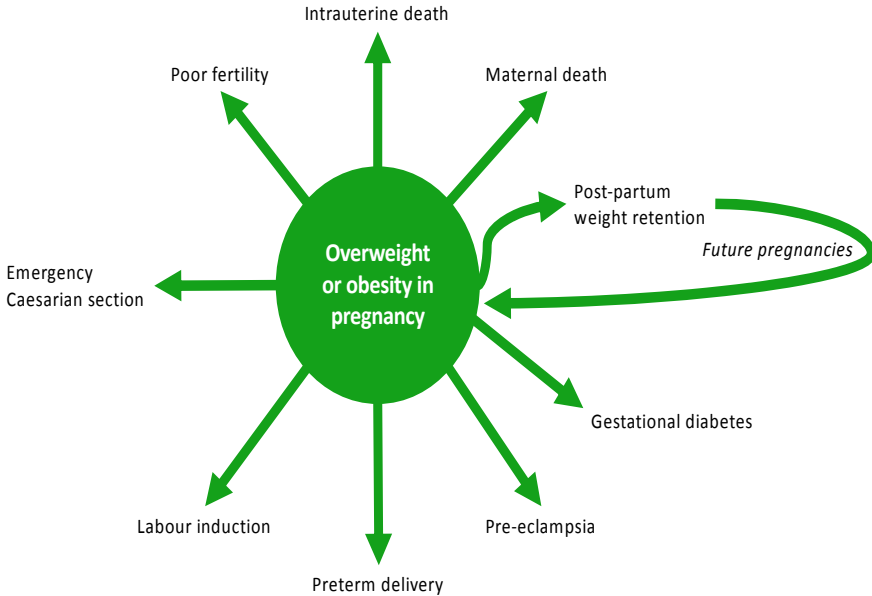 Intrauterine death
Poor fertility
Maternal death
Post-partum
weight retention
Future pregnancies
Overweight
or obesity in
pregnancy
Emergency
Caesarian section
Gestational diabetes
Labour induction
Pre-eclampsia
Preterm delivery